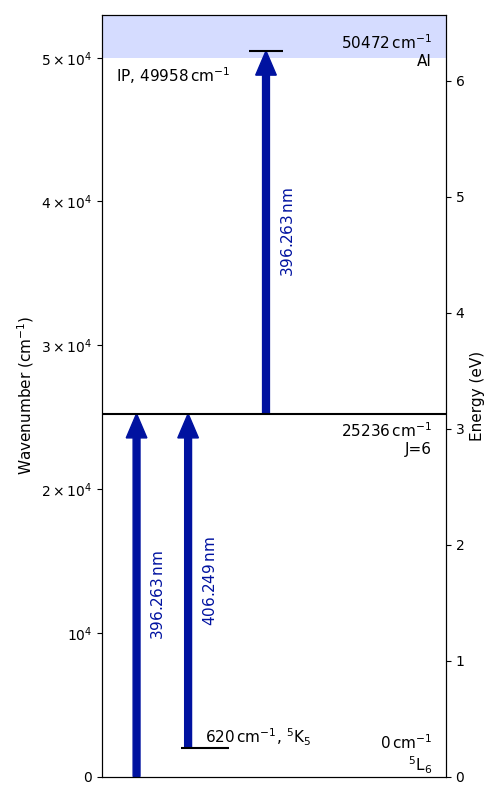 50472 cm⁻¹
AI
IP, 49958 cm⁻¹
5 × 10⁴
4 × 10⁴
3 × 10⁴
2 × 10⁴
10⁴
0
Wavenumber (cm⁻¹)
396.263 nm
25236 cm⁻¹
J=6
396.263 nm
406.249 nm
620 cm⁻¹, ⁵K₅
0 cm⁻¹
⁵L₆
6
5
4
3
2
1
0
Energy (eV)